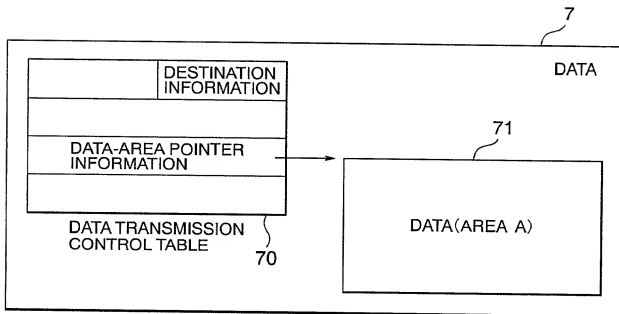 7
DATA
DESTINATION
INFORMATION
DATA-AREA POINTER
INFORMATION
71
DATA(AREA A)
DATA TRANSMISSION
CONTROL TABLE
70